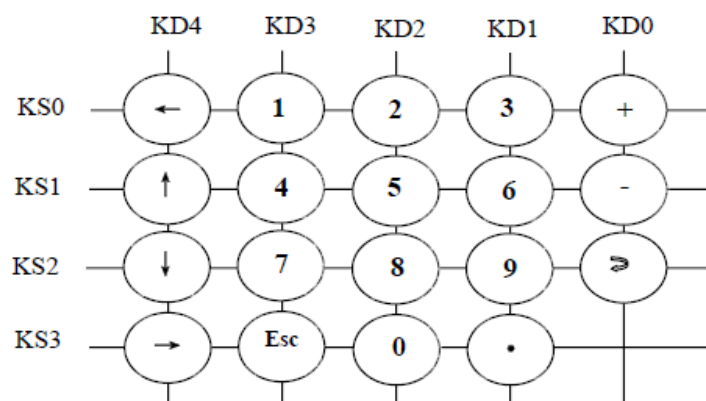 KD4 KD3 KD2 KD1 KD0
KS0 ← 1 2 3 +
KS1 ↑ 4 5 6 -
KS2 ↓ 7 8 9
KS3 → Esc 0 •